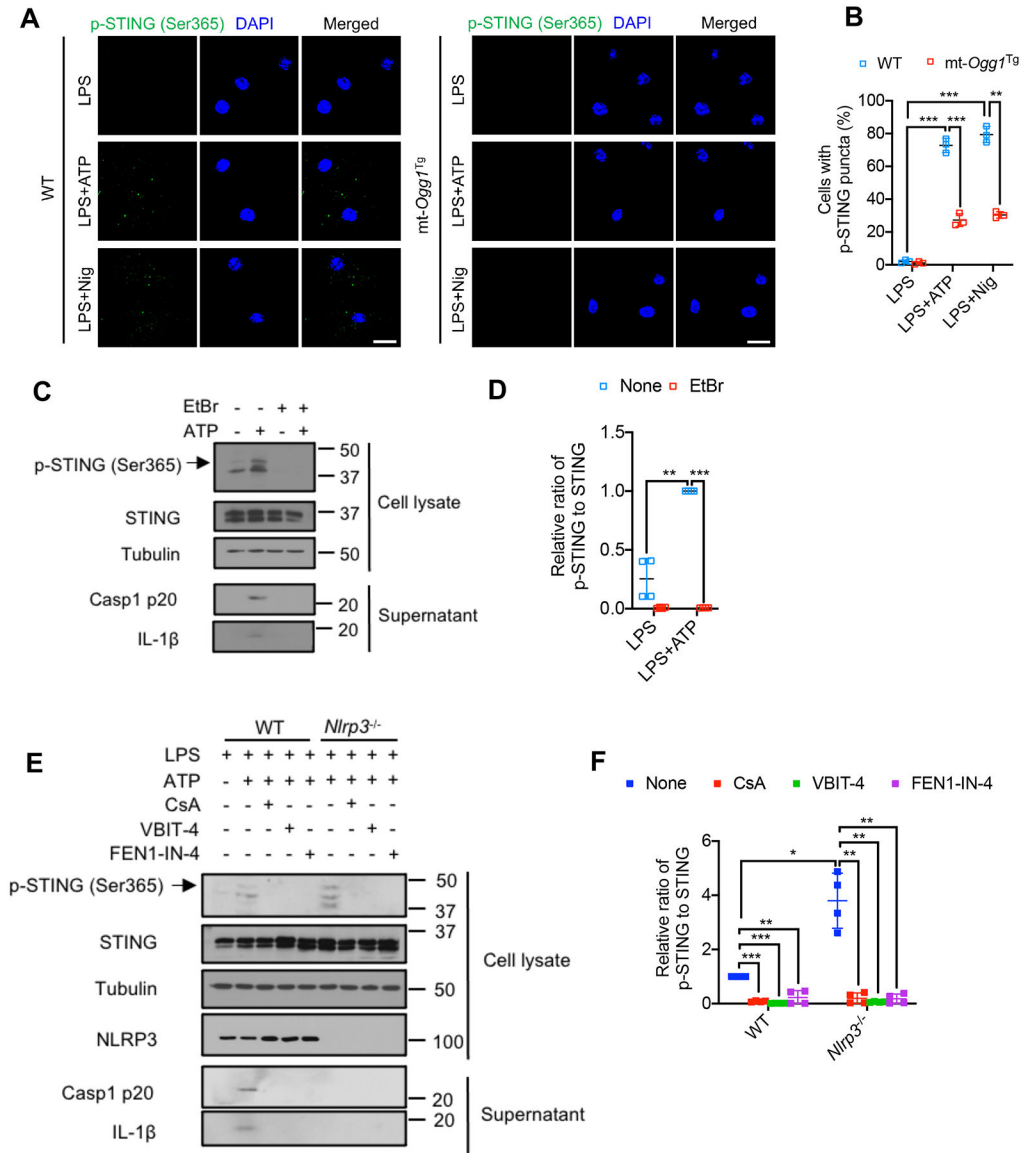 A
p-STING (Ser365) DAPI Merged
p-STING (Ser365) DAPI Merged
WT
LPS
LPS+ATP
LPS+Nig
mt-Ogg1Tg
LPS
LPS+ATP
LPS+Nig
B
WT mt-Ogg1Tg
Cells with
p-STING puncta (%)
100
80
60
40
20
0
*** **
*** ***
LPS
LPS+ATP
LPS+Nig
C
EtBr - - + +
ATP - + - +
p-STING (Ser365)
50
37
STING
37
Tubulin
50
Cell lysate
Casp1 p20
20
IL-1β
20
Supernatant
D
None EtBr
Relative ratio of
p-STING to STING
1.5
1.0
0.5
0.0
** ***
LPS
LPS+ATP
E
WT Nlrp3-/-
LPS + + + + + + + + +
ATP - + + + + + + + +
CsA - - + - - - + - -
VBIT-4 - - - + - - - + -
FEN1-IN-4 - - - - + - - - +
p-STING (Ser365)
50
37
STING
37
Tubulin
50
NLRP3
100
Cell lysate
Casp1 p20
20
IL-1β
20
Supernatant
F
None CsA VBIT-4 FEN1-IN-4
Relative ratio of
p-STING to STING
6
4
2
0
*
**
***
***
**
**
**
WT
Nlrp3-/-